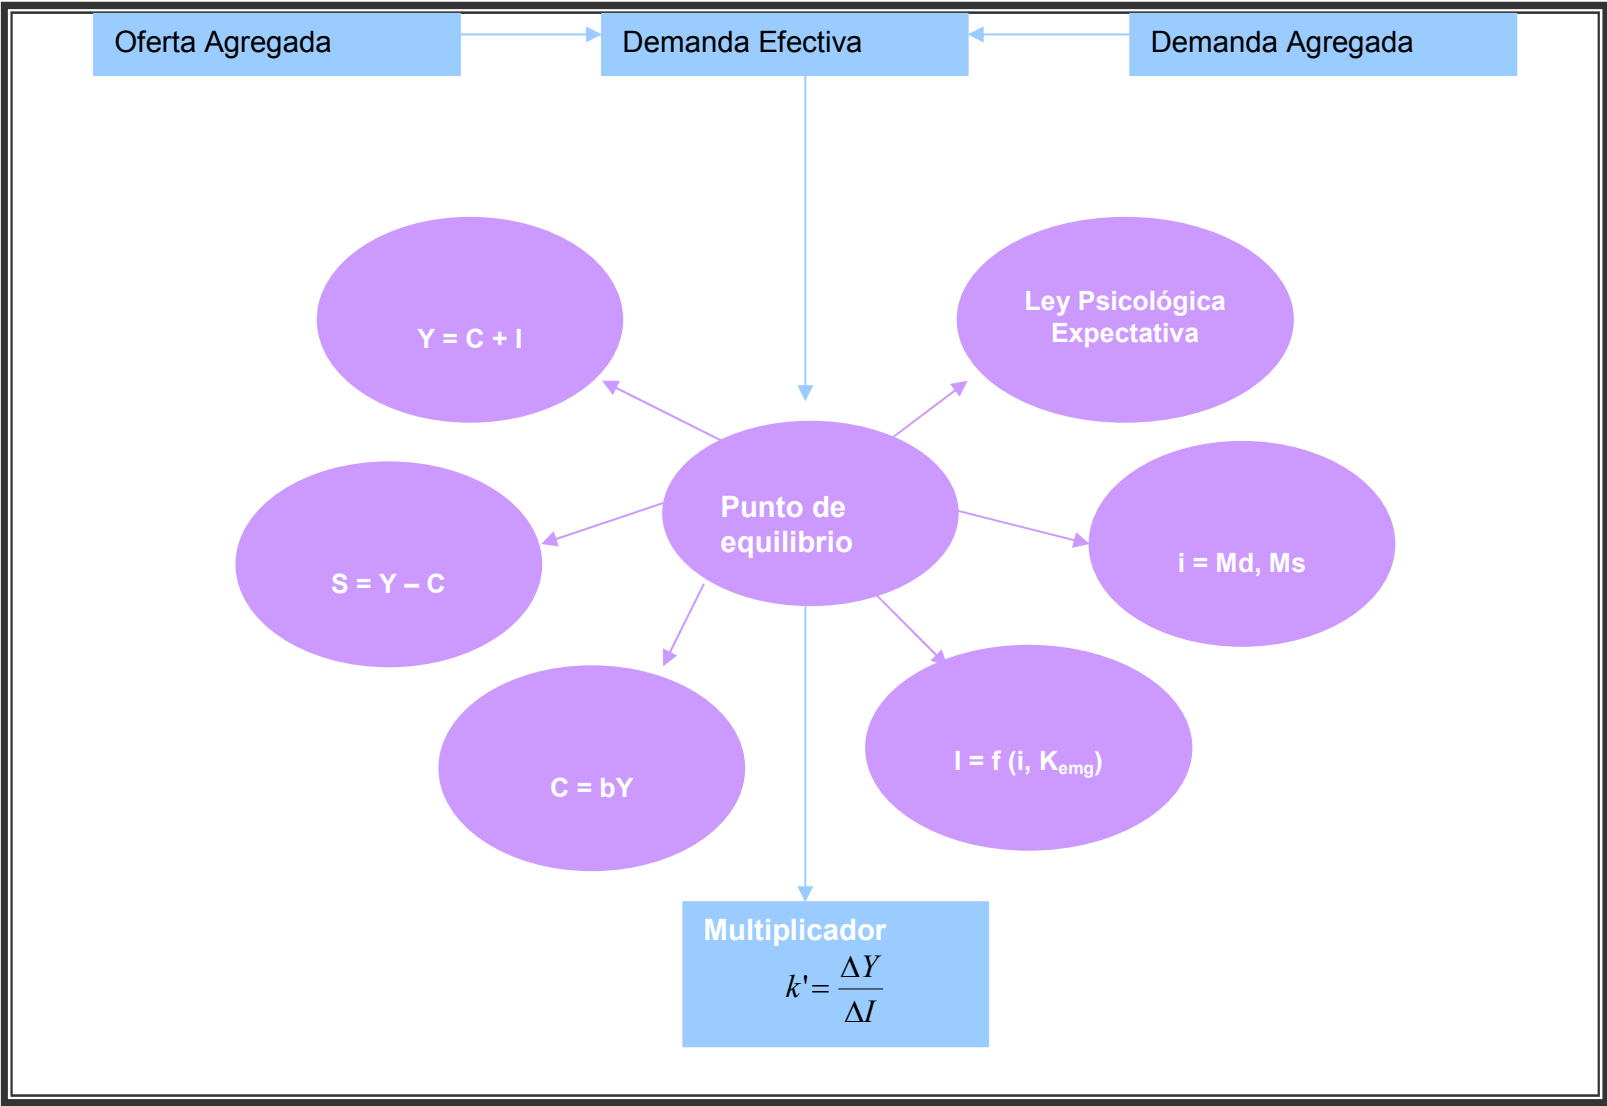 Oferta Agregada
Demanda Efectiva
Demanda Agregada
Y = C + I
Ley Psicológica
Expectativa
Punto de
equilibrio
S = Y – C
i = Md, Ms
C = bY
I = f (i, Kemg)
Multiplicador
k' = ΔY
ΔI